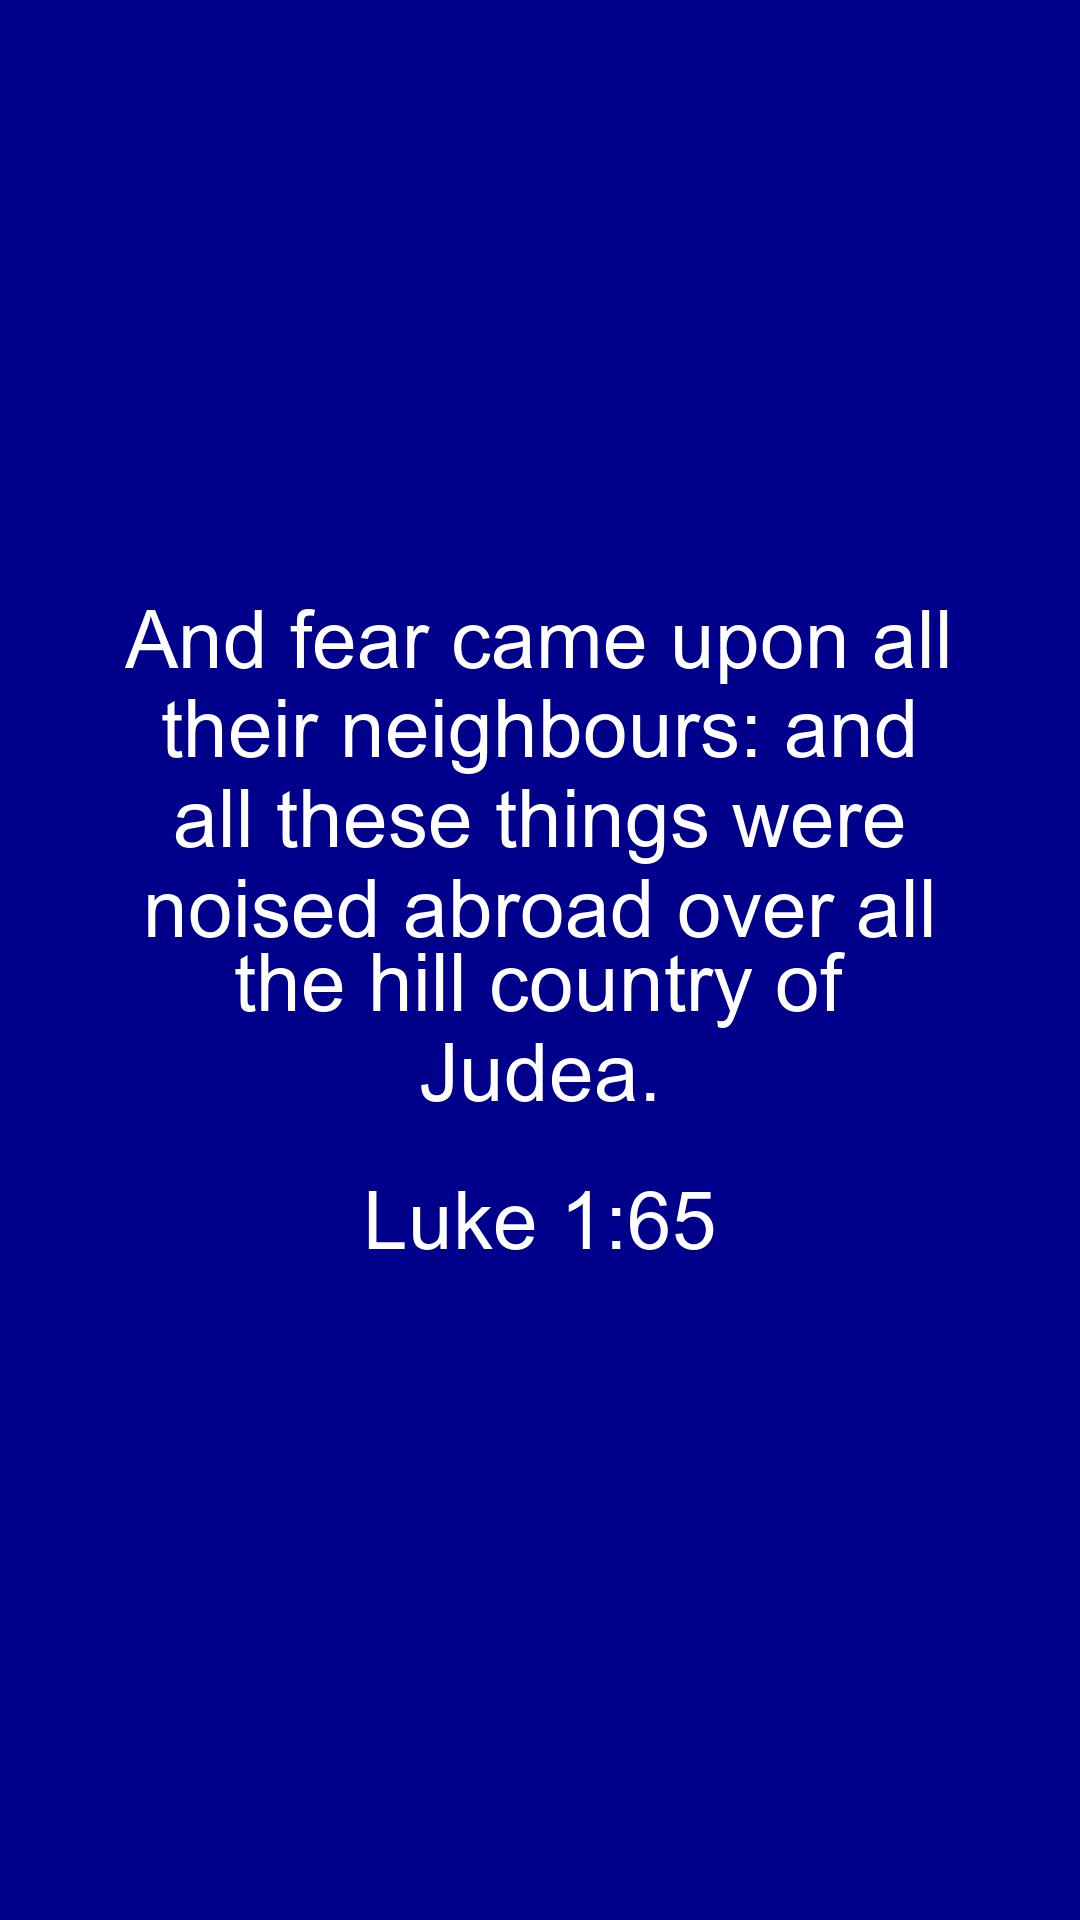 And fear came upon all
their neighbours: and
all these things were
noised abroad over all
the hill country of
Judea.
Luke 1:65